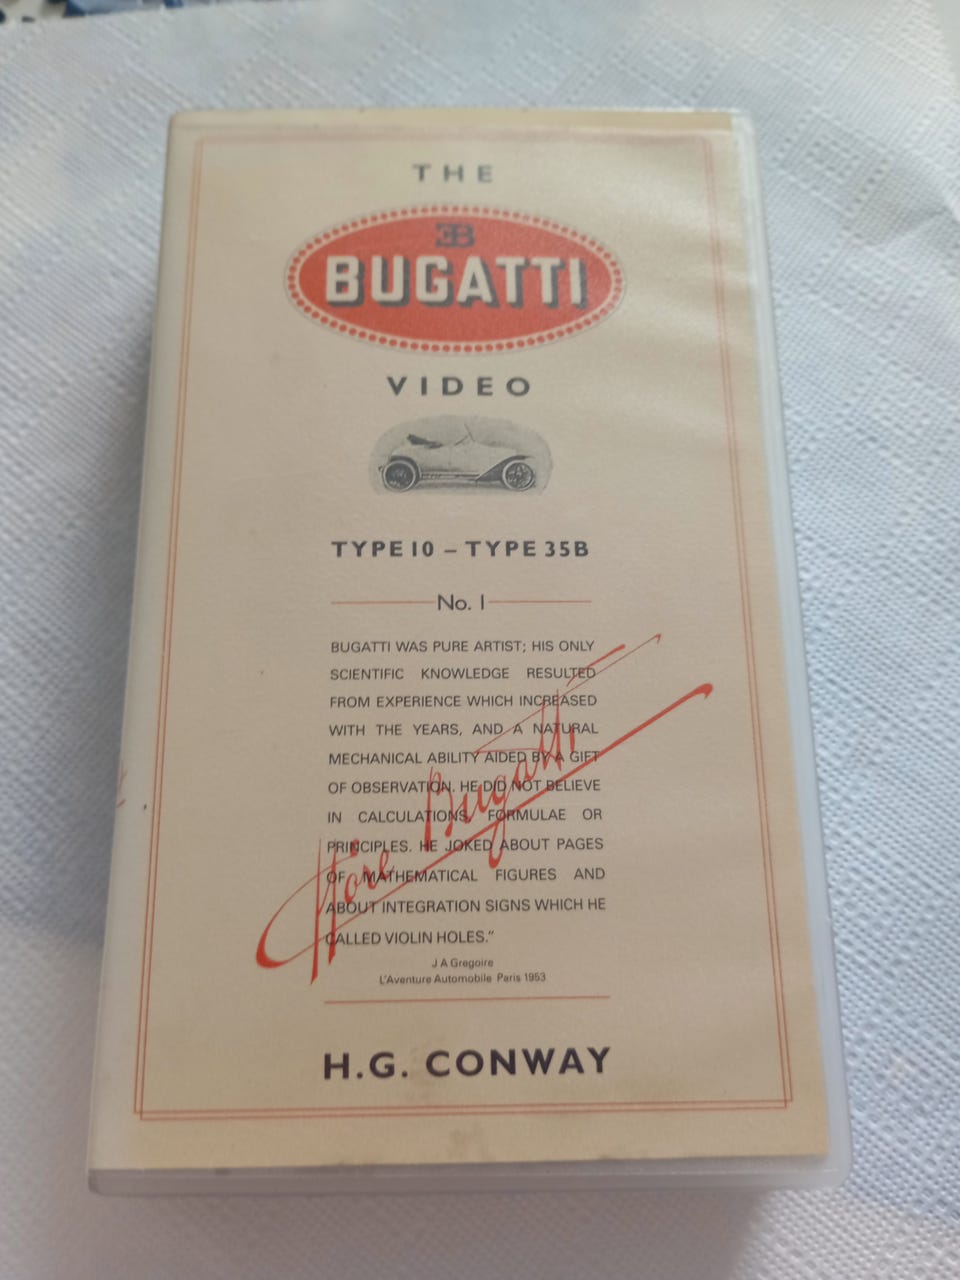 THE
EB
BUGATTI
VIDEO
TYPE 10 – TYPE 35B
No. 1
BUGATTI WAS PURE ARTIST; HIS ONLY
SCIENTIFIC KNOWLEDGE RESULTED
FROM EXPERIENCE WHICH INCREASED
WITH THE YEARS, AND A NATURAL
MECHANICAL ABILITY AIDED BY A GIFT
OF OBSERVATION. HE DID NOT BELIEVE
IN CALCULATIONS, FORMULAE OR
PRINCIPLES. HE JOKED ABOUT PAGES
OF MATHEMATICAL FIGURES AND
ABOUT INTEGRATION SIGNS WHICH HE
CALLED VIOLIN HOLES."
Ettore Bugatti
J A Gregoire
L'Aventure Automobile Paris 1953
H.G. CONWAY